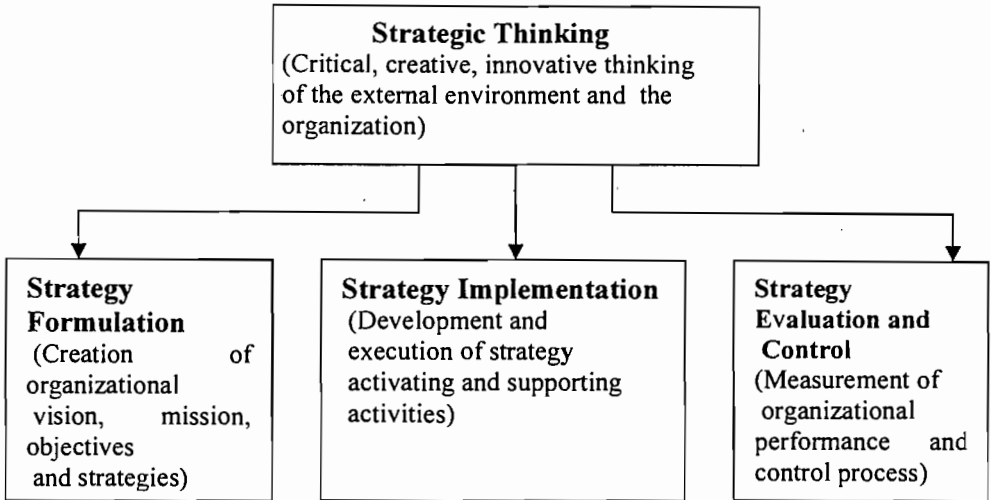 Strategic Thinking
(Critical, creative, innovative thinking
of the external environment and the
organization)
Strategy
Formulation
(Creation of
organizational
vision, mission,
objectives
and strategies)
Strategy Implementation
(Development and
execution of strategy
activating and supporting
activities)
Strategy
Evaluation and
Control
(Measurement of
organizational
performance and
control process)